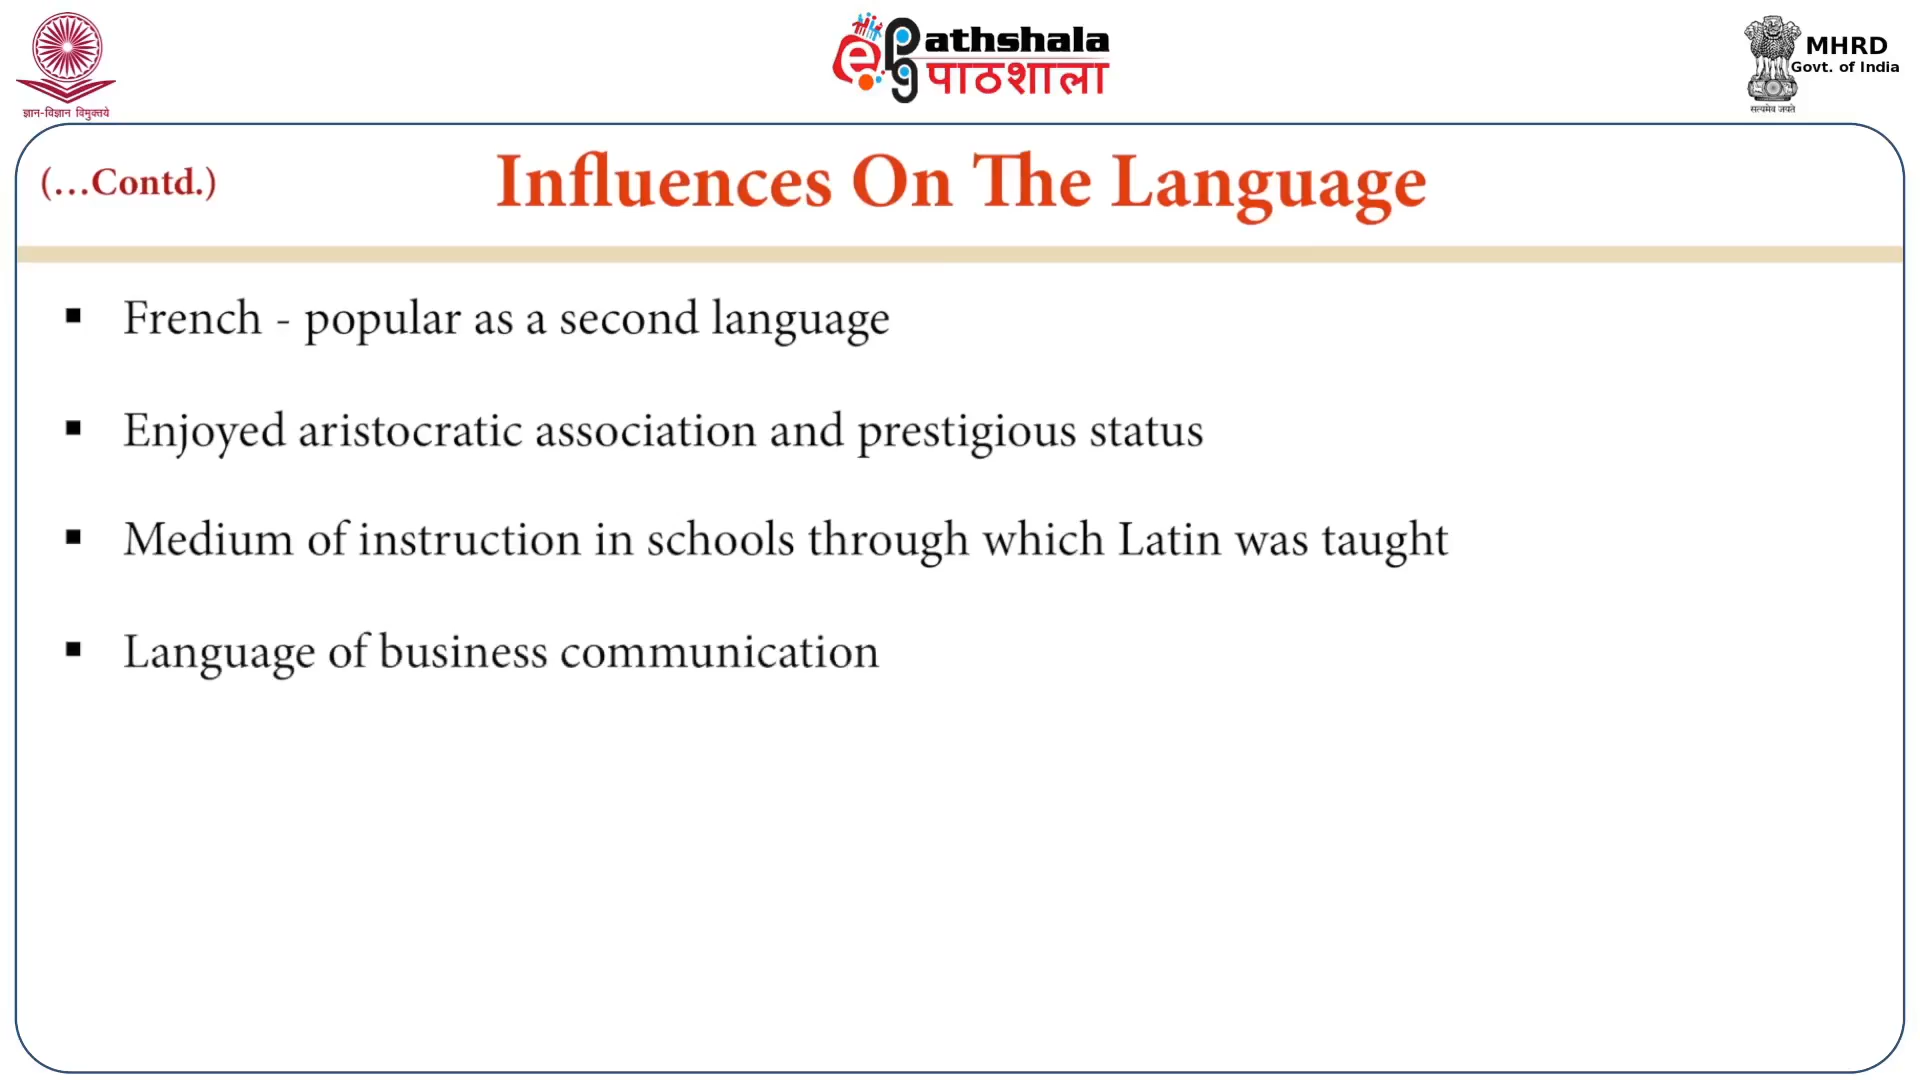 ज्ञान-विज्ञान विमुक्तये
e pg Pathshala
पाठशाला
MHRD
Govt. of India
सत्यमेव जयते
(...Contd.)
Influences On The Language
▪ French - popular as a second language
▪ Enjoyed aristocratic association and prestigious status
▪ Medium of instruction in schools through which Latin was taught
▪ Language of business communication